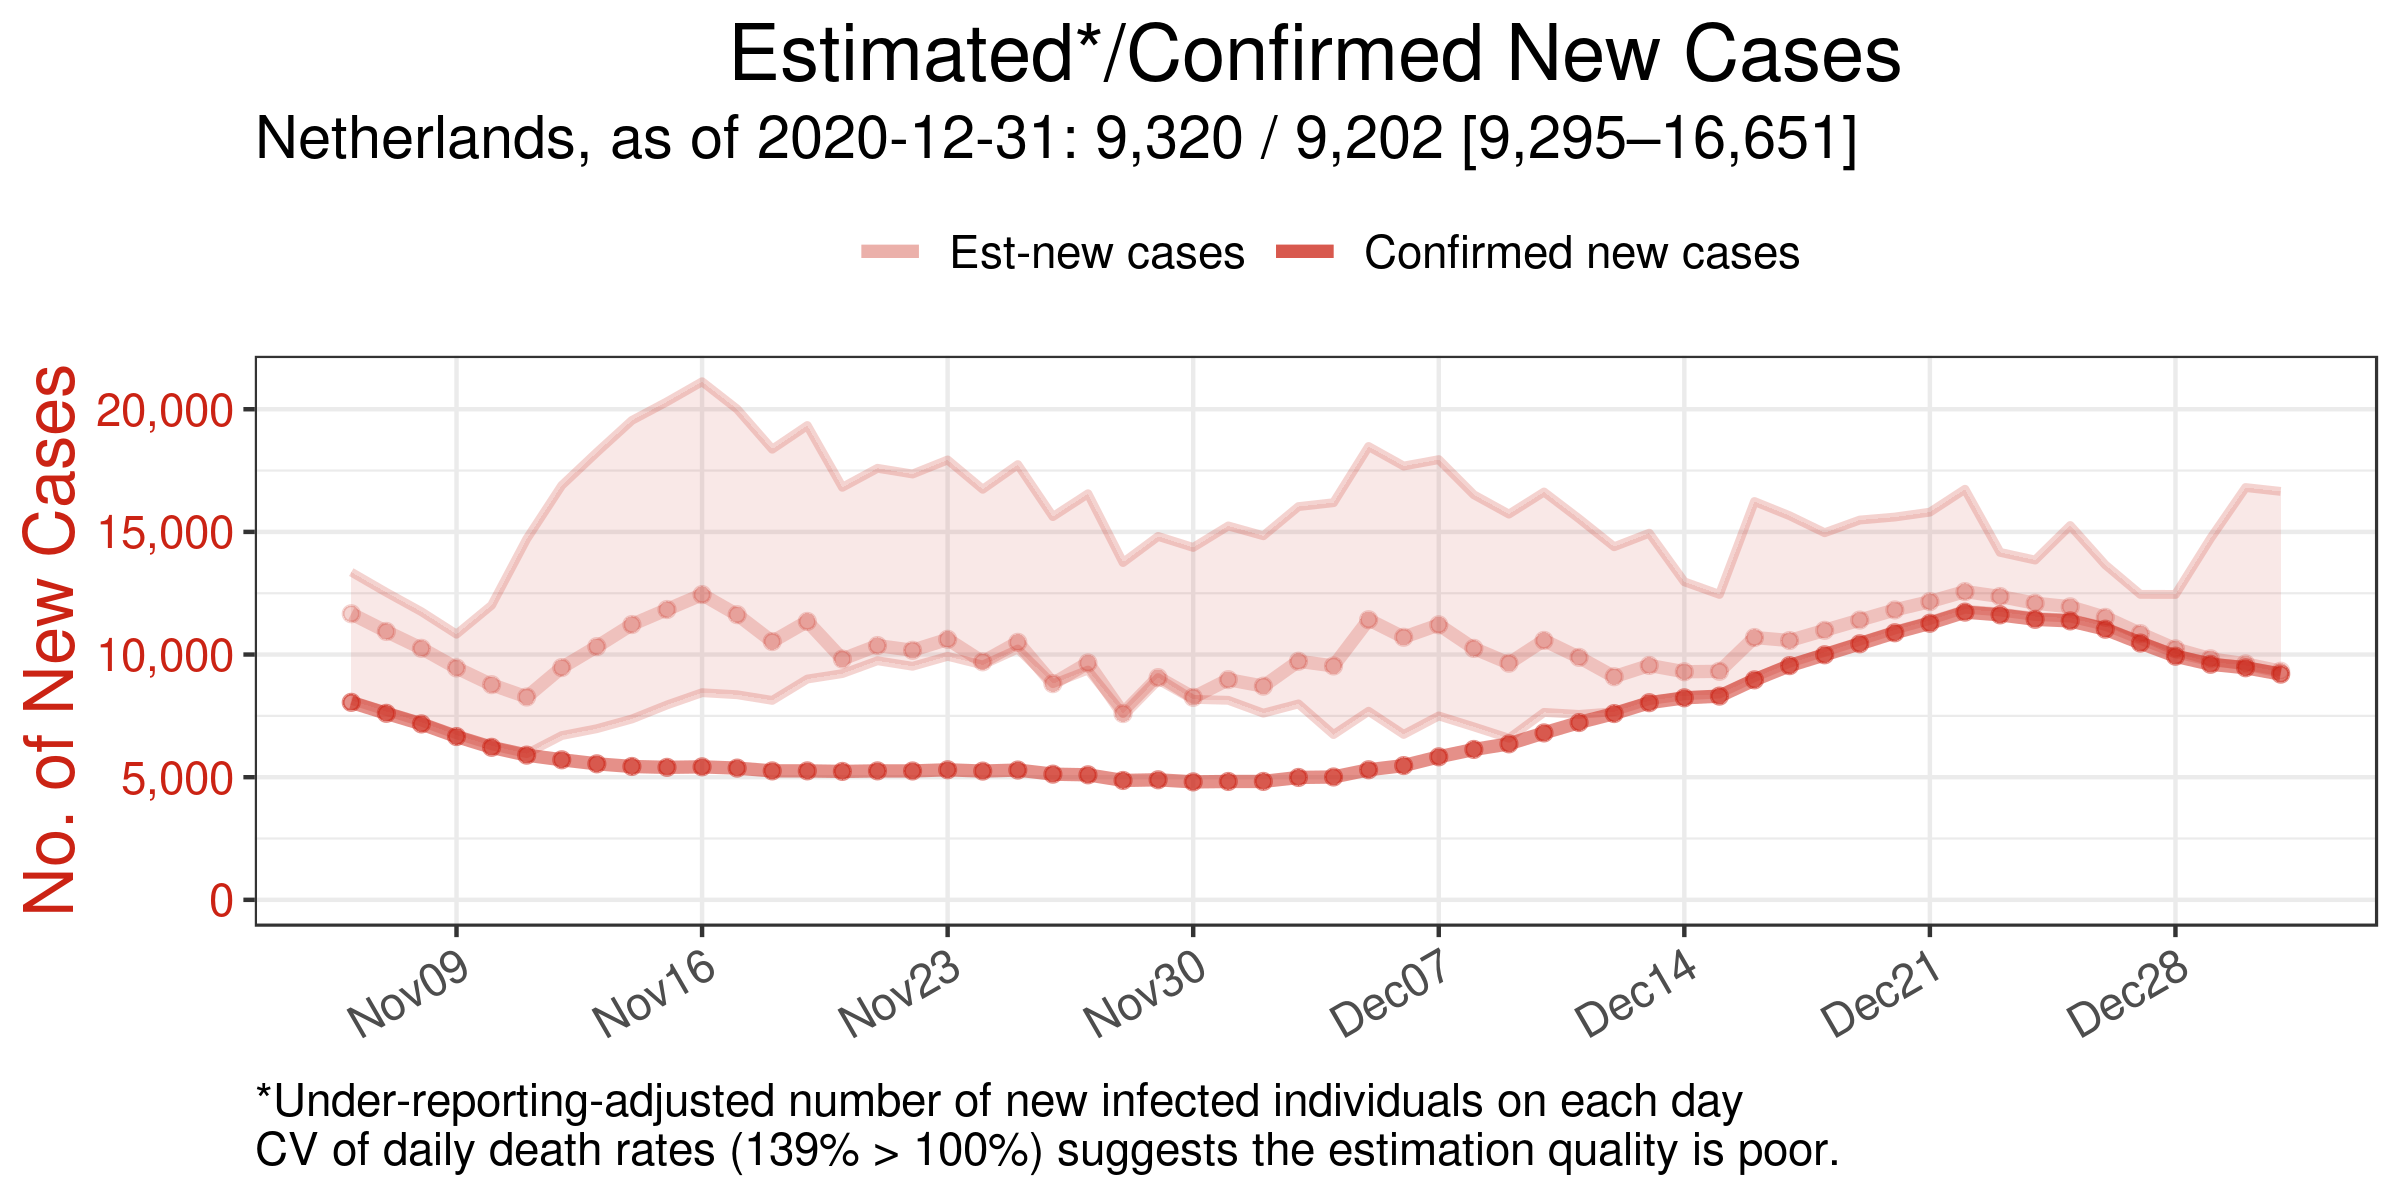 Estimated*/Confirmed New Cases
Netherlands, as of 2020-12-31: 9,320 / 9,202 [9,295–16,651]
Est-new cases Confirmed new cases
No. of New Cases
20,000
15,000
10,000
5,000
0
Nov09 Nov16 Nov23 Nov30 Dec07 Dec14 Dec21 Dec28
*Under-reporting-adjusted number of new infected individuals on each day
CV of daily death rates (139% > 100%) suggests the estimation quality is poor.